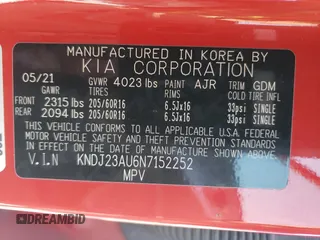 MANUFACTURED IN KOREA BY
KIA CORPORATION
05/21 GVWR 4023 lbs PAINT AJR TRIM GDM
GAWR TIRES RIMS COLD TIRE INFL
FRONT 2315 lbs 205/60R16 6.5Jx16 33psi SINGLE
REAR 2094 lbs 205/60R16 6.5Jx16 33psi SINGLE
THIS VEHICLE CONFORMS TO ALL APPLICABLE
U.S. FEDERAL MOTOR VEHICLE SAFETY AND
THEFT PREVENTION STANDARDS IN EFFECT ON
THE DATE OF MANUFACTURE SHOWN ABOVE.
V.I.N KNDJ23AU6N7152252
MPV
DREAMBID